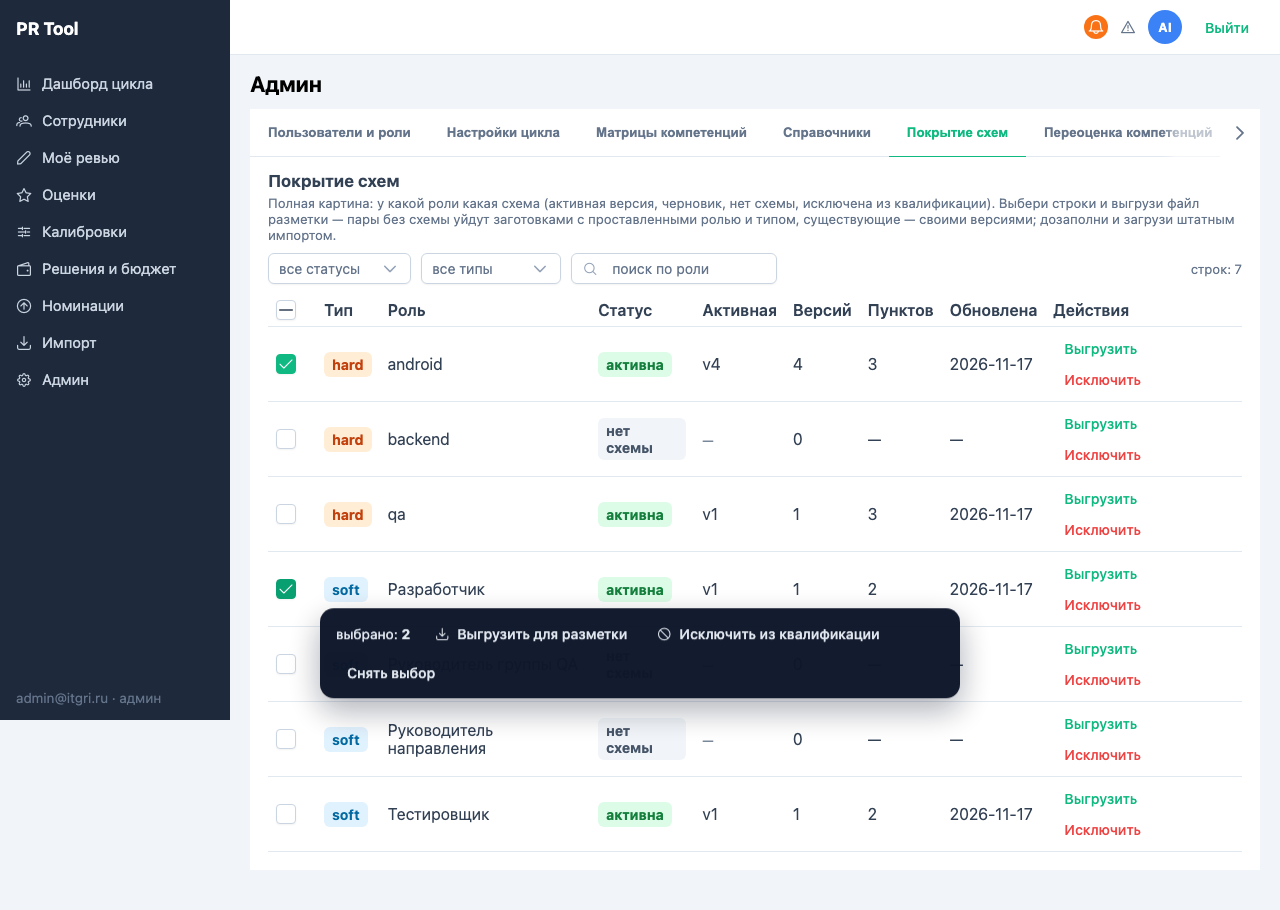 PR Tool
AI
Выйти
Дашборд цикла
Сотрудники
Моё ревью
Оценки
Калибровки
Решения и бюджет
Номинации
Импорт
Админ
admin@itgri.ru · админ
Админ
Пользователи и роли
Настройки цикла
Матрицы компетенций
Справочники
Покрытие схем
Переоценка компетенций
Покрытие схем
Полная картина: у какой роли какая схема (активная версия, черновик, нет схемы, исключена из квалификации). Выбери строки и выгрузи файл
разметки — пары без схемы уйдут заготовками с проставленными ролью и типом, существующие — своими версиями; дозаполни и загрузи штатным
импортом.
все статусы
все типы
поиск по роли
строк: 7
Тип Роль Статус Активная Версий Пунктов Обновлена Действия
hard android активна v4 4 3 2026-11-17 Выгрузить
Исключить
hard backend нет
схемы — 0 — — Выгрузить
Исключить
hard qa активна v1 1 3 2026-11-17 Выгрузить
Исключить
soft Разработчик активна v1 1 2 2026-11-17 Выгрузить
Исключить
выбрано: 2 Выгрузить для разметки Исключить из квалификации
Снять выбор
— Выгрузить
Исключить
soft Руководитель
направления нет
схемы — 0 — — Выгрузить
Исключить
soft Тестировщик активна v1 1 2 2026-11-17 Выгрузить
Исключить